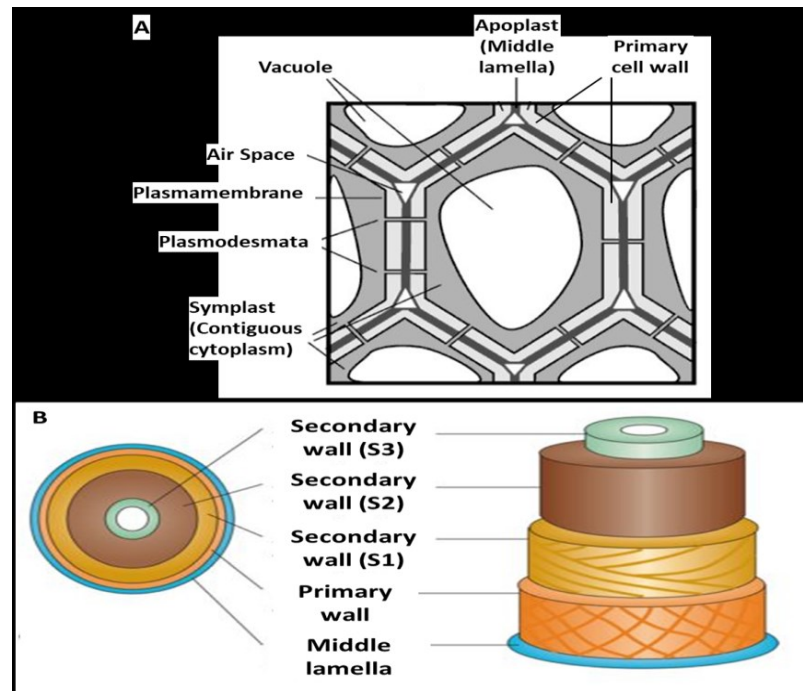 A
Apoplast
(Middle
lamella)
Primary
cell wall
Vacuole
Air Space
Plasmamembrane
Plasmodesmata
Symplast
(Contiguous
cytoplasm)
B
Secondary
wall (S3)
Secondary
wall (S2)
Secondary
wall (S1)
Primary
wall
Middle
lamella